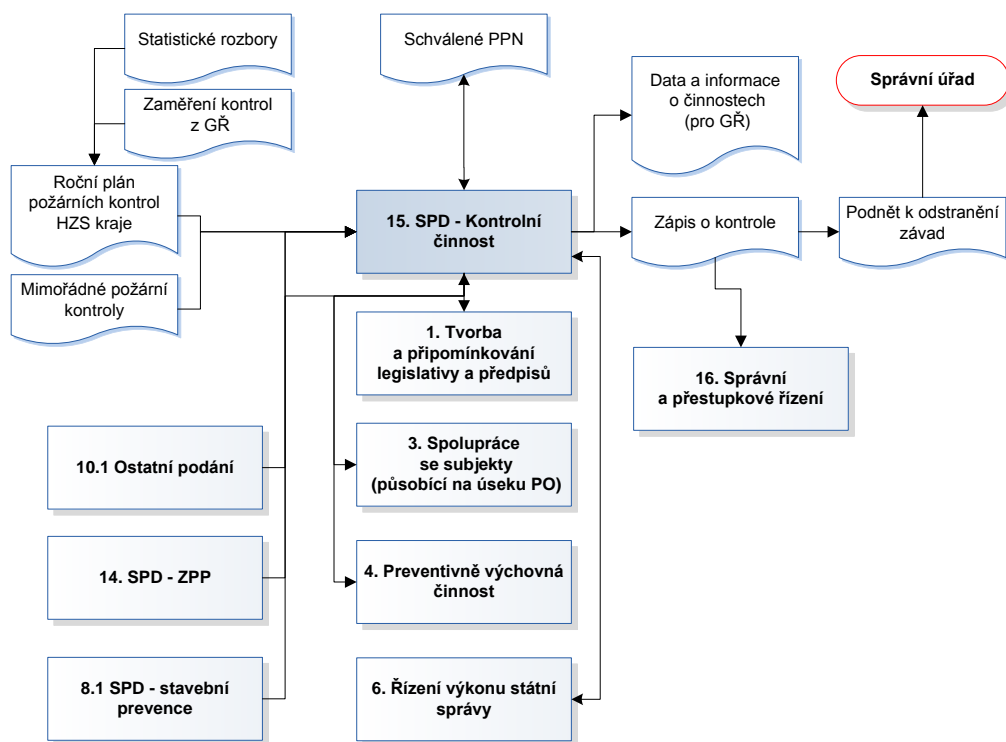 Statistické rozbory
Zaměření kontrol
z GŘ
Roční plán
požárních kontrol
HZS kraje
Mimořádné požární
kontroly
Schválené PPN
15. SPD - Kontrolní
činnost
Data a informace
o činnostech
(pro GŘ)
Správní úřad
Zápis o kontrole
Podnět k odstranění
závad
1. Tvorba
a připomínkování
legislativy a předpisů
16. Správní
a přestupkové řízení
10.1 Ostatní podání
3. Spolupráce
se subjekty
(působící na úseku PO)
14. SPD - ZPP
4. Preventivně výchovná
činnost
8.1 SPD - stavební
prevence
6. Řízení výkonu státní
správy